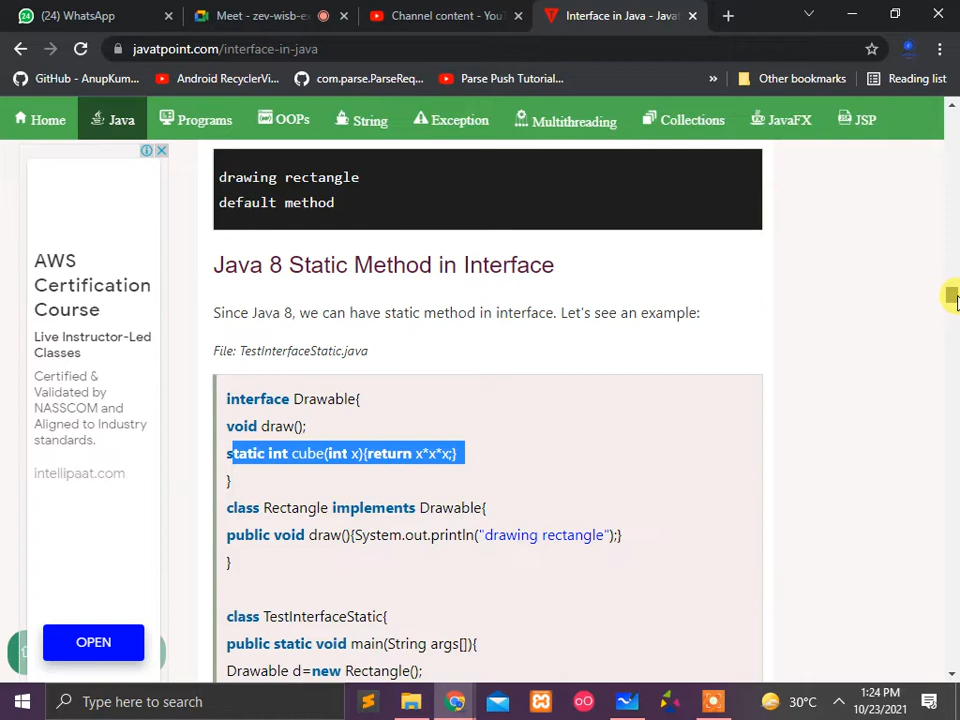 (24) WhatsApp
Meet - zev-wisb-e
Channel content - You
Interface in Java - Java
javatpoint.com/interface-in-java
GitHub - AnupKum...
Android RecyclerVi...
com.parse.ParseReq...
Parse Push Tutorial...
»
Other bookmarks
Reading list
Home
Java
Programs
OOPs
String
Exception
Multithreading
Collections
JavaFX
JSP
drawing rectangle
default method
AWS
Certification
Course
Live Instructor-Led
Classes
Certified &
Validated by
NASSCOM and
Aligned to Industry
standards.
intellipaat.com
OPEN
Java 8 Static Method in Interface
Since Java 8, we can have static method in interface. Let's see an example:
File: TestInterfaceStatic.java
interface Drawable{
void draw();
static int cube(int x){return x*x*x;}
}
class Rectangle implements Drawable{
public void draw(){System.out.println("drawing rectangle");}
}
class TestInterfaceStatic{
public static void main(String args[]){
Drawable d=new Rectangle();
Type here to search
30°C
1:24 PM
10/23/2021